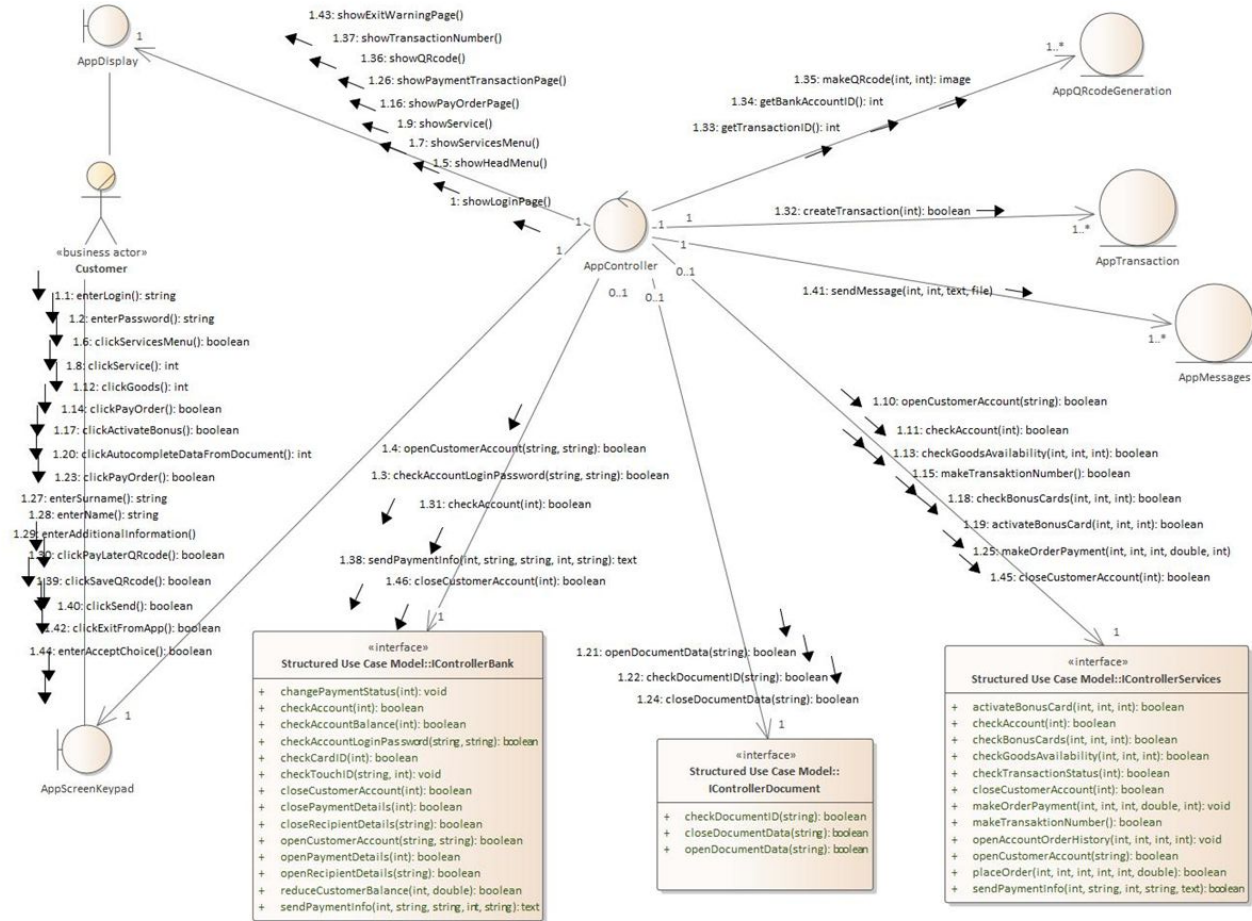 1.43: showExitWarningPage()
1.37: showTransactionNumber()
1.36: showQRcode()
1.26: showPaymentTransactionPage()
1.16: showPayOrderPage()
1.9: showService()
1.7: showServicesMenu()
1.5: showHeadMenu()
1: showLoginPage()
1
AppDisplay
«business actor»
Customer
1.1: enterLogin(): string
1.2: enterPassword(): string
1.6: clickServicesMenu(): boolean
1.8: clickService(): int
1.12: clickGoods(): int
1.14: clickPayOrder(): boolean
1.17: clickActivateBonus(): boolean
1.20: clickAutocompleteDataFromDocument(): int
1.23: clickPayOrder(): boolean
1.27: enterSurname(): string
1.28: enterName(): string
1.29: enterAdditionalInformation()
1.30: clickPayLaterQRcode(): boolean
1.39: clickSaveQRcode(): boolean
1.40: clickSend(): boolean
1.42: clickExitFromApp(): boolean
1.44: enterAcceptChoice(): boolean
1
AppScreenKeypad
1
1
AppController
0..1
0..1
0..1
1
1
..1
1.35: makeQRcode(int, int): image
1.34: getBankAccountID(): int
1.33: getTransactionID(): int
1..*
AppQRcodeGeneration
1.32: createTransaction(int): boolean
1..*
AppTransaction
1.41: sendMessage(int, int, text, file)
1..*
AppMessages
1.4: openCustomerAccount(string, string): boolean
1.3: checkAccountLoginPassword(string, string): boolean
1.31: checkAccount(int): boolean
1.38: sendPaymentInfo(int, string, string, int, string): text
1.46: closeCustomerAccount(int): boolean
1
1.21: openDocumentData(string): boolean
1.22: checkDocumentID(string): boolean
1.24: closeDocumentData(string): boolean
1
1.10: openCustomerAccount(string): boolean
1.11: checkAccount(int): boolean
1.13: checkGoodsAvailability(int, int, int): boolean
1.15: makeTransaktionNumber(): boolean
1.18: checkBonusCards(int, int, int): boolean
1.19: activateBonusCard(int, int, int): boolean
1.25: makeOrderPayment(int, int, int, double, int)
1.45: closeCustomerAccount(int): boolean
1
«interface»
Structured Use Case Model::IControllerBank
+ changePaymentStatus(int): void
+ checkAccount(int): boolean
+ checkAccountBalance(int): boolean
+ checkAccountLoginPassword(string, string): boolean
+ checkCardID(int): boolean
+ checkTouchID(string, int): void
+ closeCustomerAccount(int): boolean
+ closePaymentDetails(int): boolean
+ closeRecipientDetails(string): boolean
+ openCustomerAccount(string, string): boolean
+ openPaymentDetails(int): boolean
+ openRecipientDetails(string): boolean
+ reduceCustomerBalance(int, double): boolean
+ sendPaymentInfo(int, string, string, int, string): text
«interface»
Structured Use Case Model::
IControllerDocument
+ checkDocumentID(string): boolean
+ closeDocumentData(string): boolean
+ openDocumentData(string): boolean
«interface»
Structured Use Case Model::IControllerServices
+ activateBonusCard(int, int, int): boolean
+ checkAccount(int): boolean
+ checkBonusCards(int, int, int): boolean
+ checkGoodsAvailability(int, int, int): boolean
+ checkTransactionStatus(int): boolean
+ closeCustomerAccount(int): boolean
+ makeOrderPayment(int, int, int, double, int): void
+ makeTransaktionNumber(): boolean
+ openAccountOrderHistory(int, int, int, int): void
+ openCustomerAccount(string): boolean
+ placeOrder(int, int, int, int, int, double): boolean
+ sendPaymentInfo(int, string, int, string, text): boolean